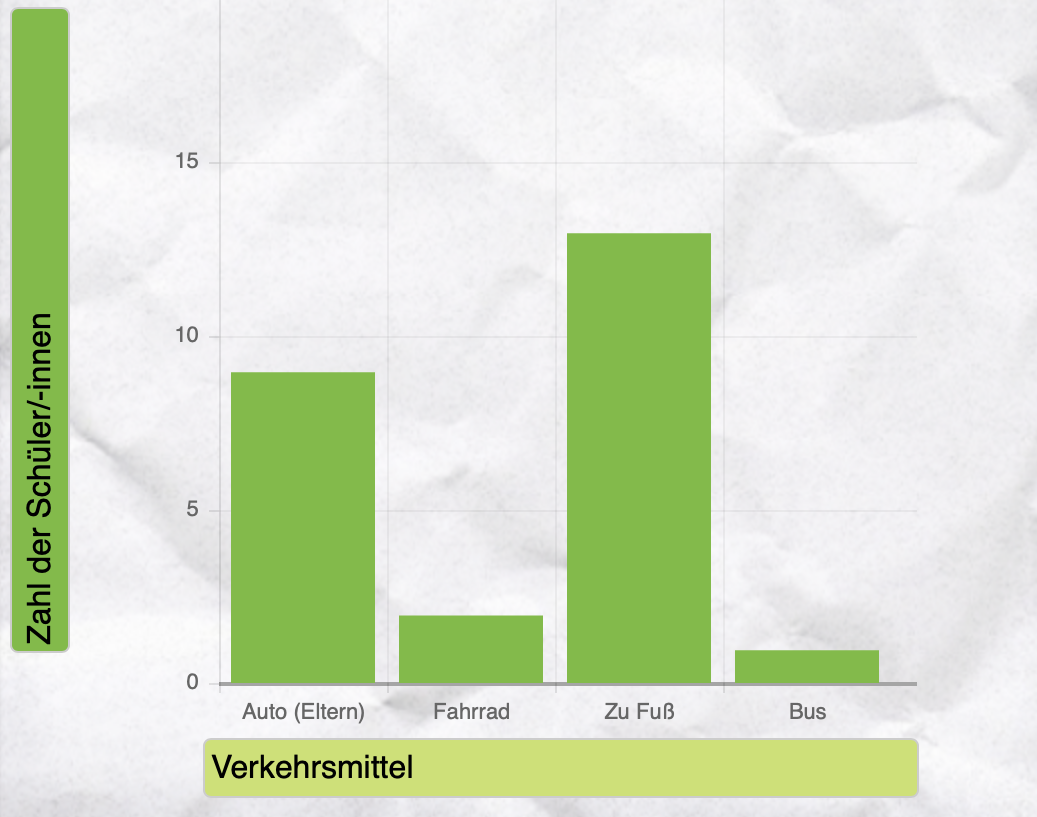 Zahl der Schüler/-innen
15
10
5
0
Auto (Eltern) Fahrrad Zu Fuß Bus
Verkehrsmittel